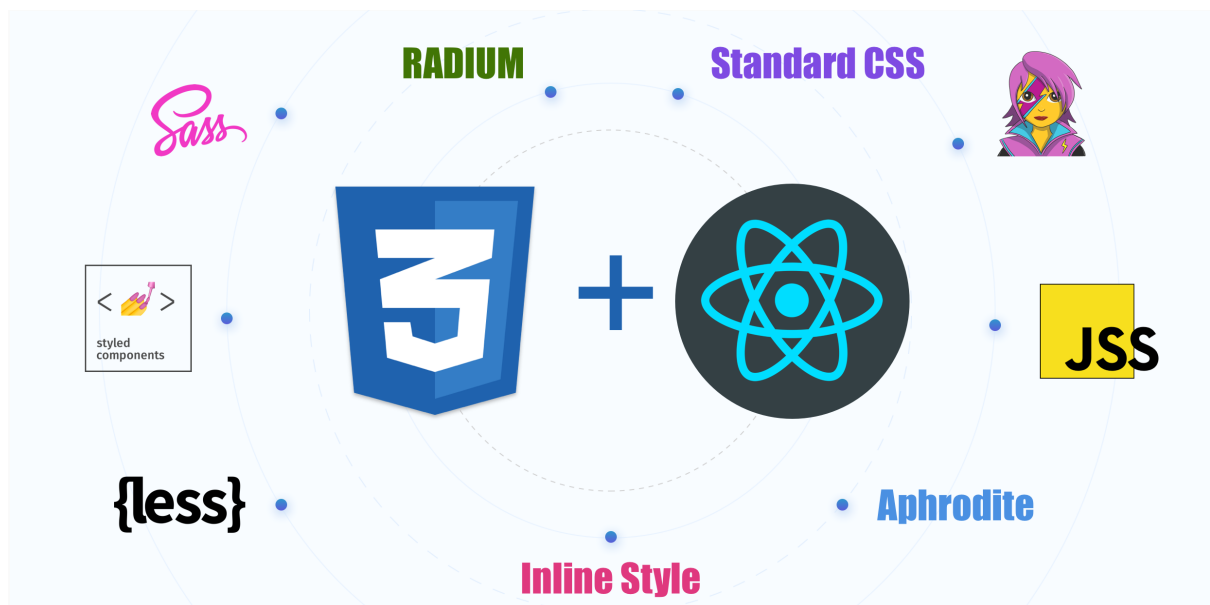 RADIUM
Standard CSS
Sass
3
+
< >
styled
components
JSS
{less}
Aphrodite
Inline Style